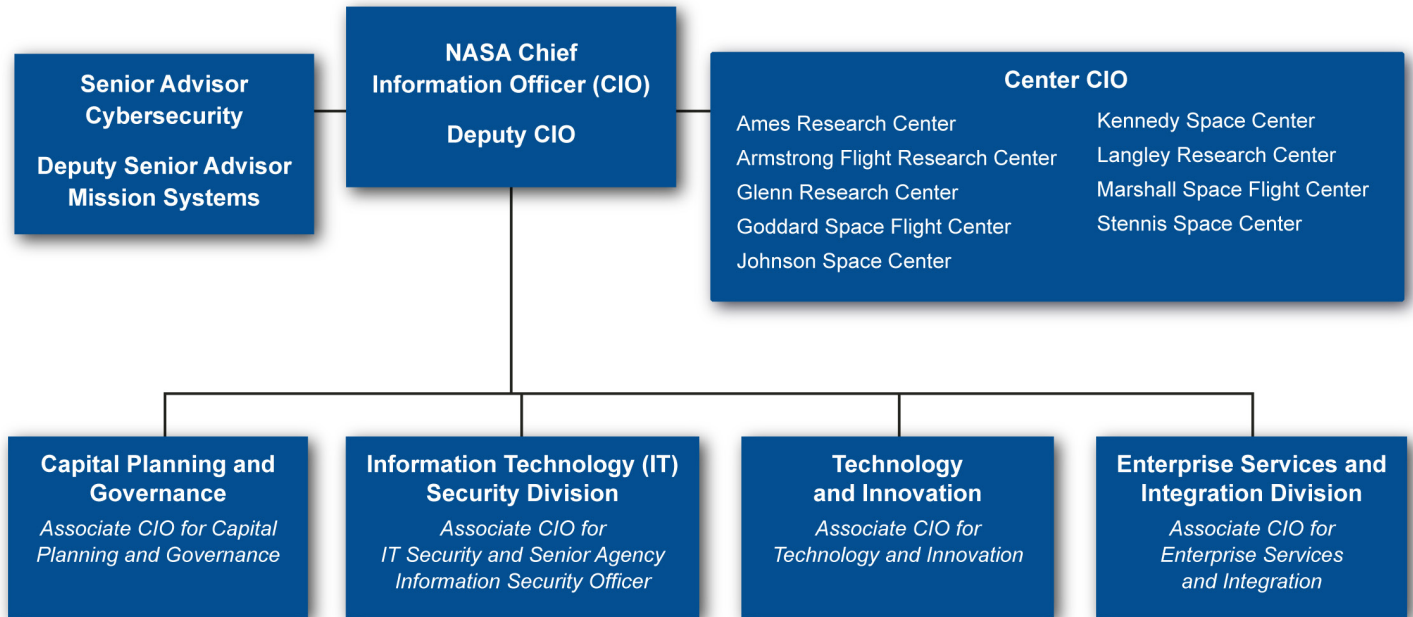 Senior Advisor
Cybersecurity
Deputy Senior Advisor
Mission Systems
NASA Chief
Information Officer (CIO)
Deputy CIO
Center CIO
Ames Research Center
Armstrong Flight Research Center
Glenn Research Center
Goddard Space Flight Center
Johnson Space Center
Kennedy Space Center
Langley Research Center
Marshall Space Flight Center
Stennis Space Center
Capital Planning and
Governance
Associate CIO for Capital
Planning and Governance
Information Technology (IT)
Security Division
Associate CIO for
IT Security and Senior Agency
Information Security Officer
Technology
and Innovation
Associate CIO for
Technology and Innovation
Enterprise Services and
Integration Division
Associate CIO for
Enterprise Services
and Integration